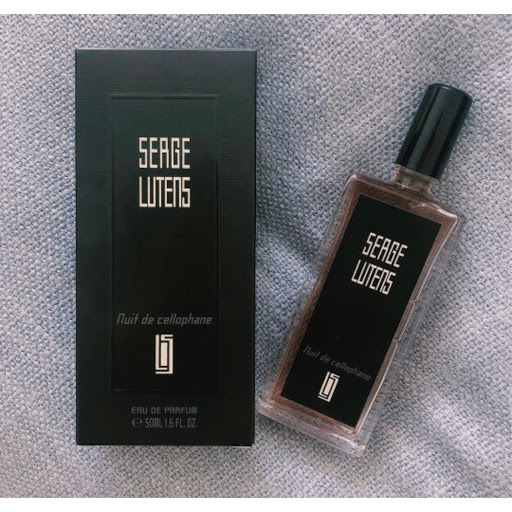 SERGE
LUTENS
Nuit de cellophane
EAU DE PARFUM
℮ 50ML 1.6 FL. OZ.
SERGE
LUTENS
Nuit de cellophane